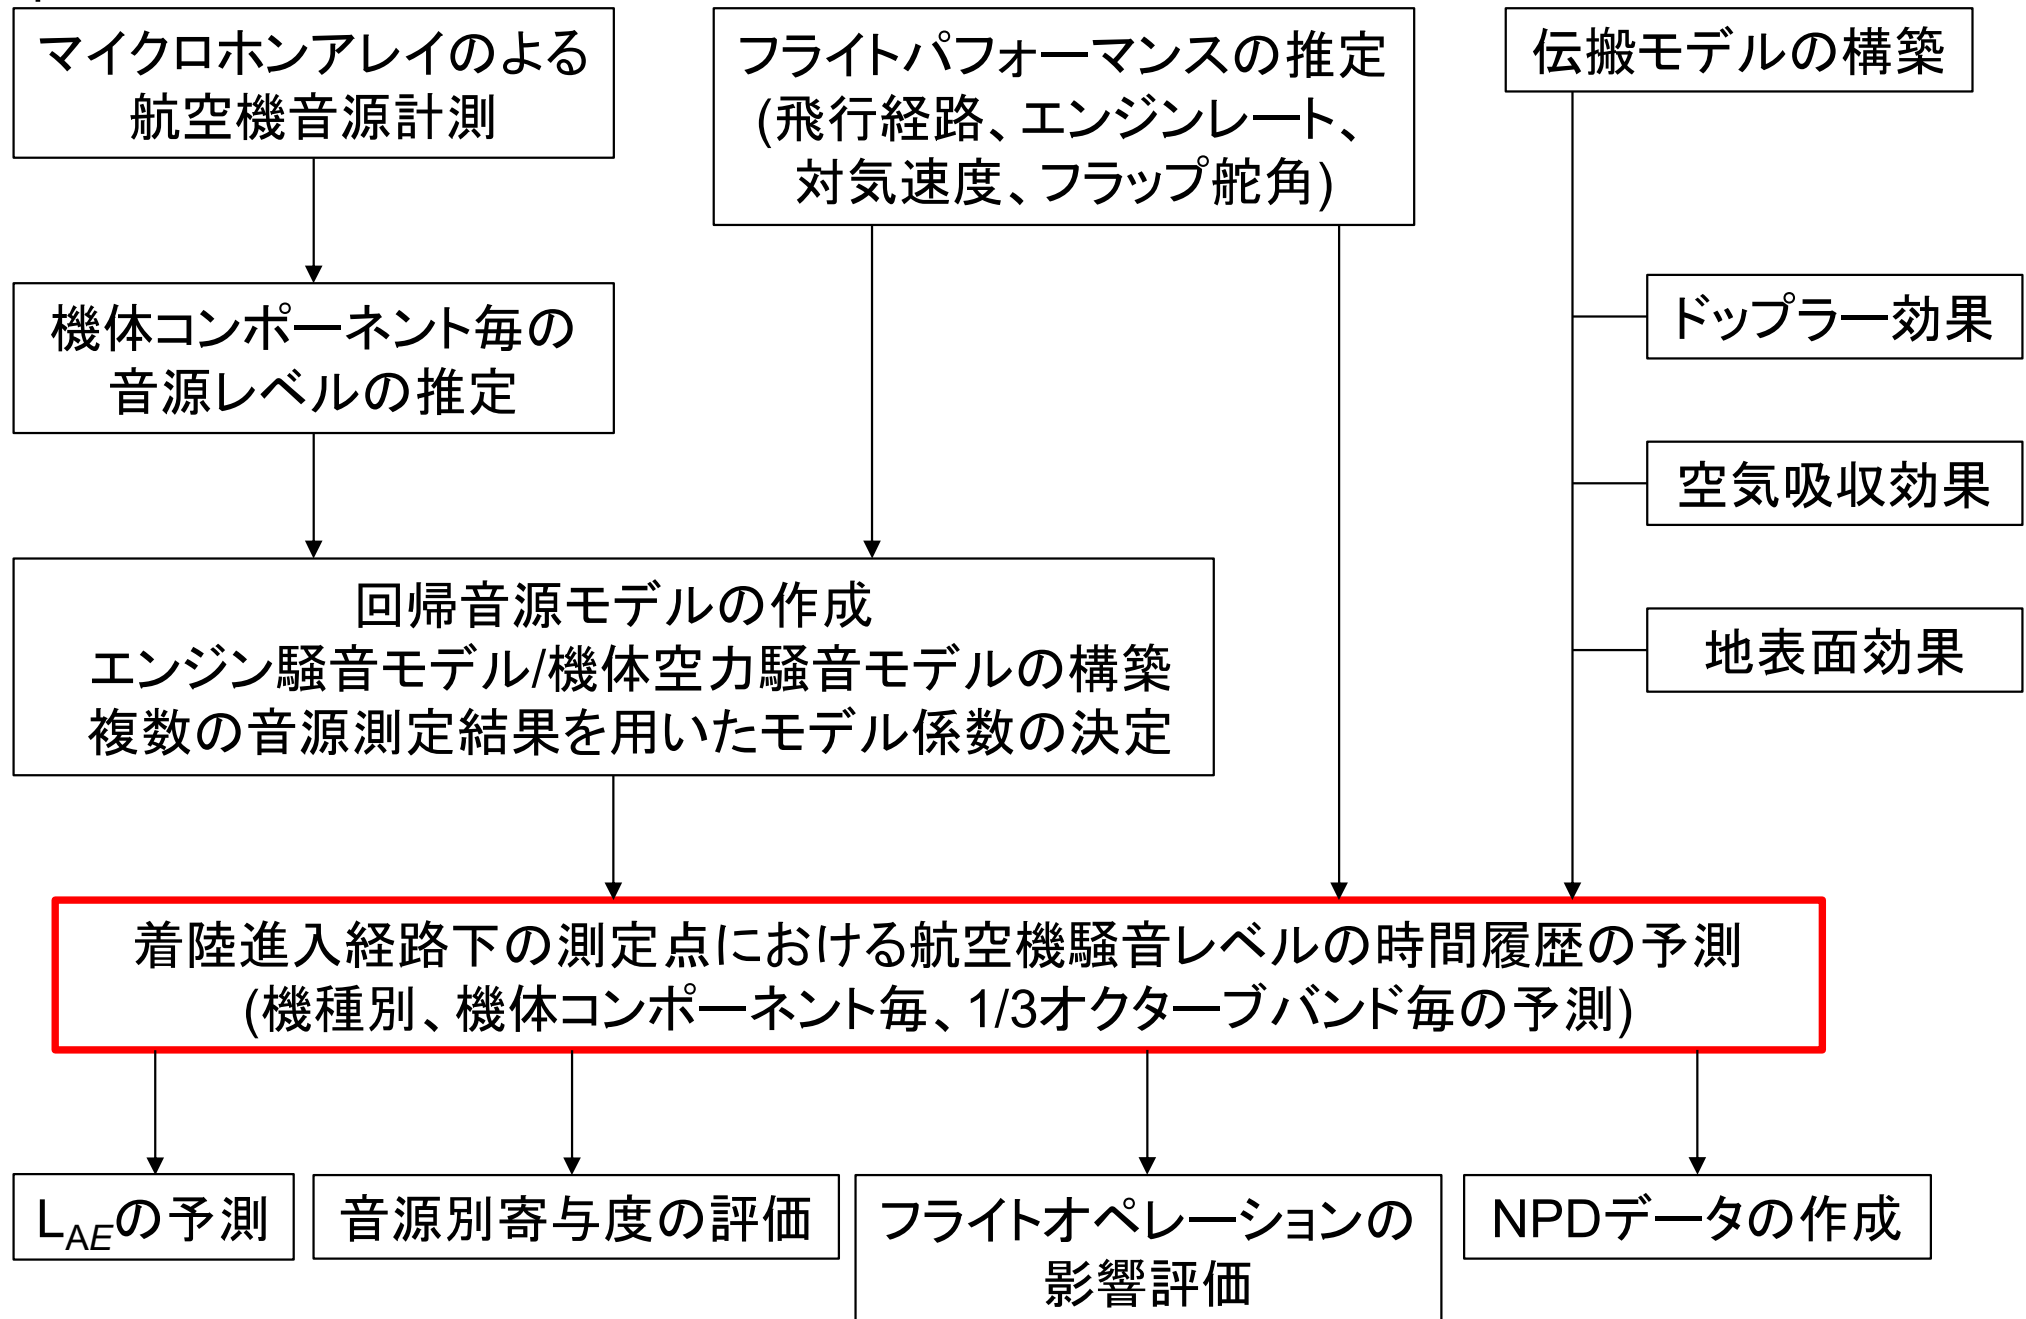 マイクロホンアレイのよる
航空機音源計測
フライトパフォーマンスの推定
(飛行経路、エンジンレート、
対気速度、フラップ舵角)
伝搬モデルの構築
機体コンポーネント毎の
音源レベルの推定
ドップラー効果
空気吸収効果
地表面効果
回帰音源モデルの作成
エンジン騒音モデル/機体空力騒音モデルの構築
複数の音源測定結果を用いたモデル係数の決定
着陸進入経路下の測定点における航空機騒音レベルの時間履歴の予測
(機種別、機体コンポーネント毎、1/3オクターブバンド毎の予測)
LAEの予測
音源別寄与度の評価
フライトオペレーションの
影響評価
NPDデータの作成